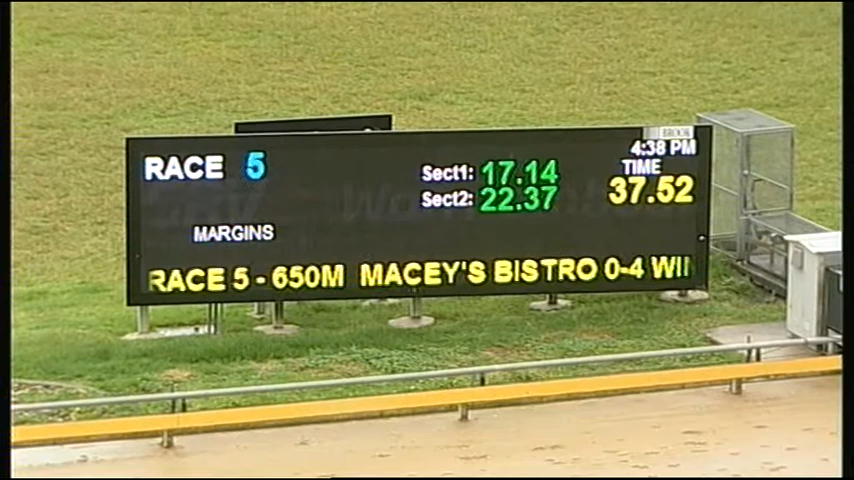 BROOK
4:38 PM
RACE 5
Sect1: 17.14
TIME
Sect2: 22.37
37.52
MARGINS
RACE 5 - 650M MACEY'S BISTRO 0-4 WI